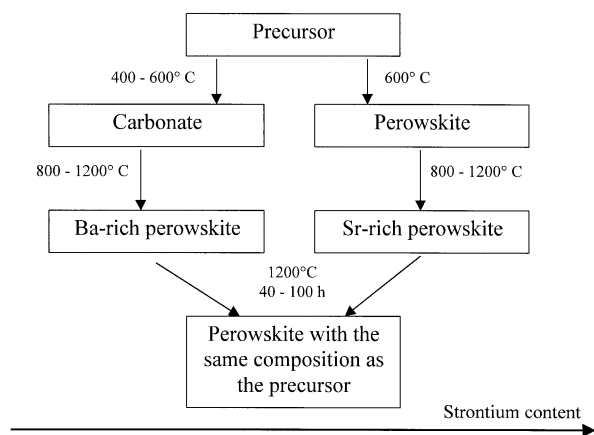 Precursor
400 - 600° C
600° C
Carbonate
Perowskite
800 - 1200° C
800 - 1200° C
Ba-rich perowskite
Sr-rich perowskite
1200°C
40 - 100 h
Perowskite with the
same composition as
the precursor
Strontium content